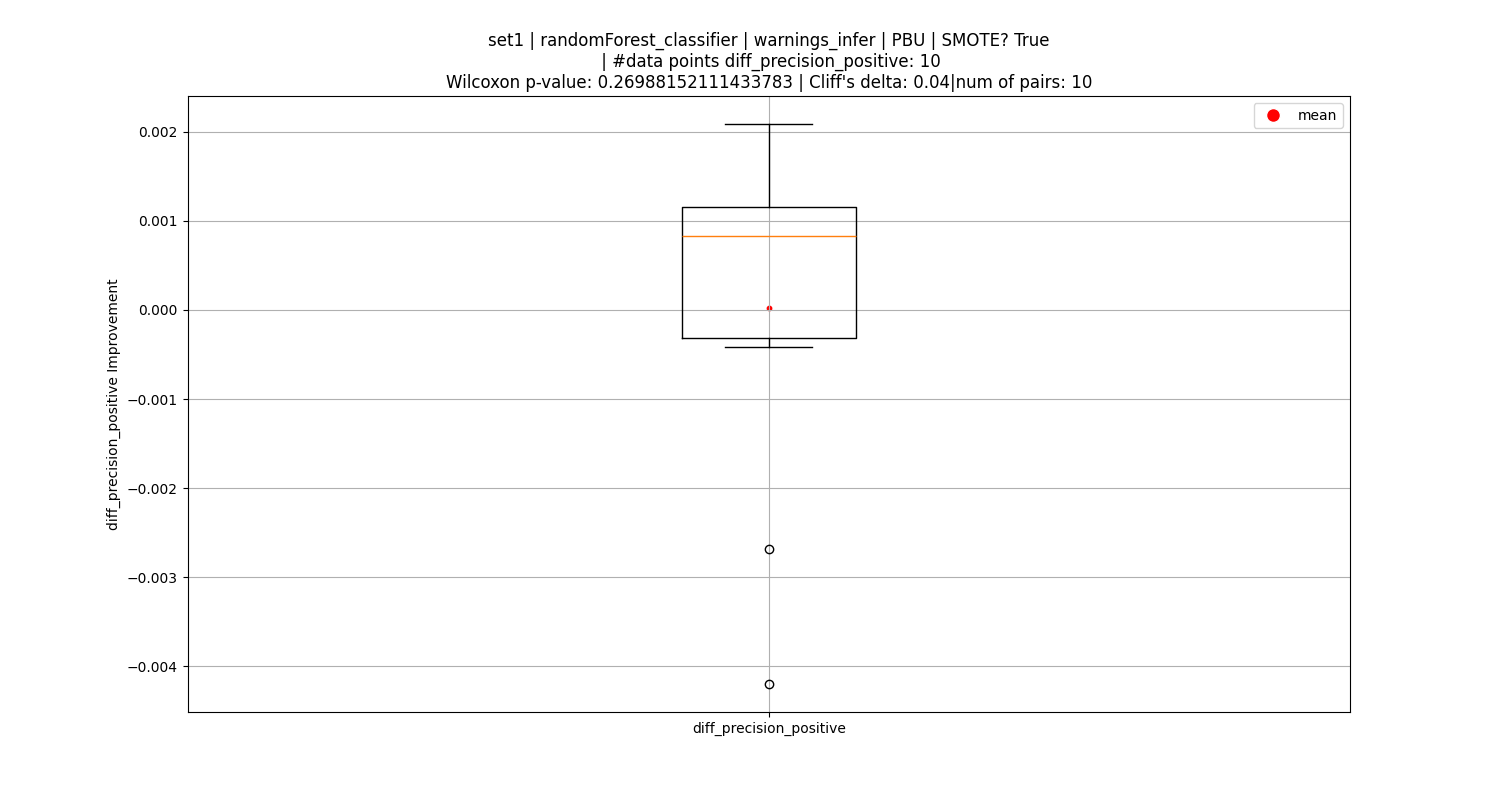 set1 | randomForest_classifier | warnings_infer | PBU | SMOTE? True
| #data points diff_precision_positive: 10
Wilcoxon p-value: 0.26988152111433783 | Cliff's delta: 0.04|num of pairs: 10
mean
0.002
0.001
0.000
−0.001
−0.002
−0.003
−0.004
diff_precision_positive Improvement
diff_precision_positive